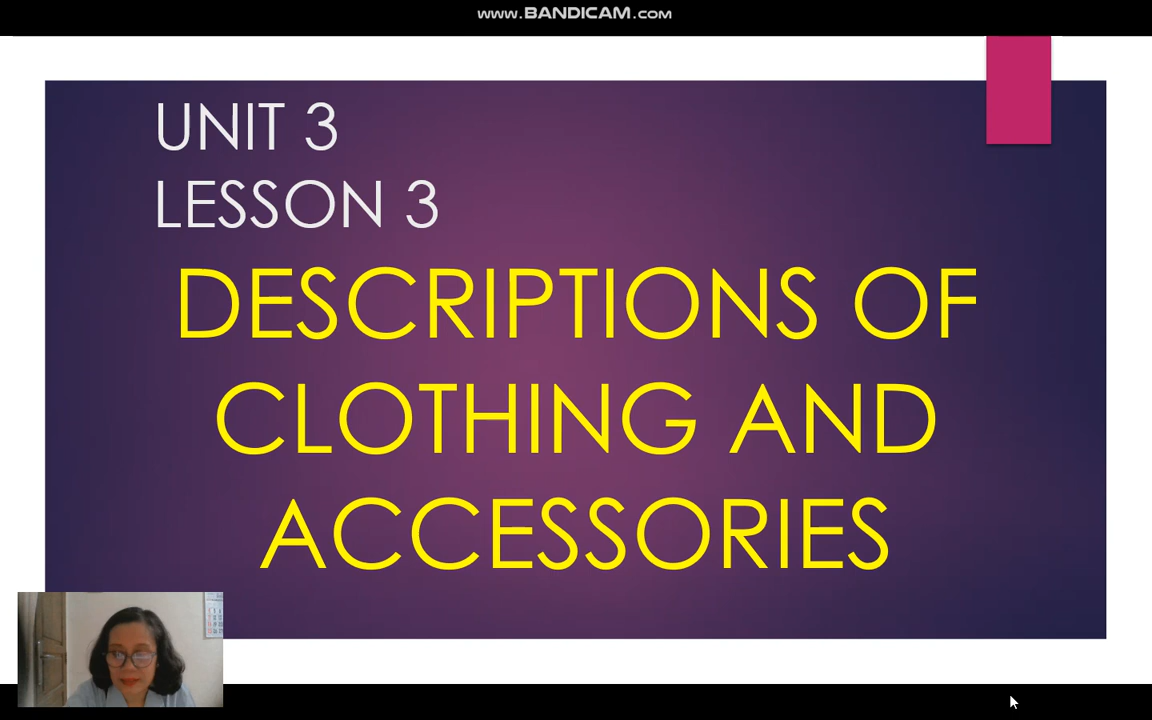 WWW.BANDICAM.COM
UNIT 3
LESSON 3
DESCRIPTIONS OF
CLOTHING AND
ACCESSORIES